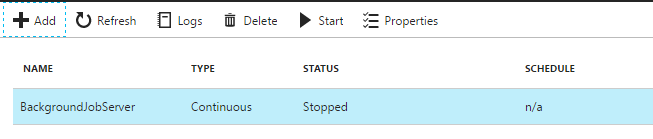 Add Refresh Logs Delete Start Properties
NAME TYPE STATUS SCHEDULE
BackgroundJobServer Continuous Stopped n/a